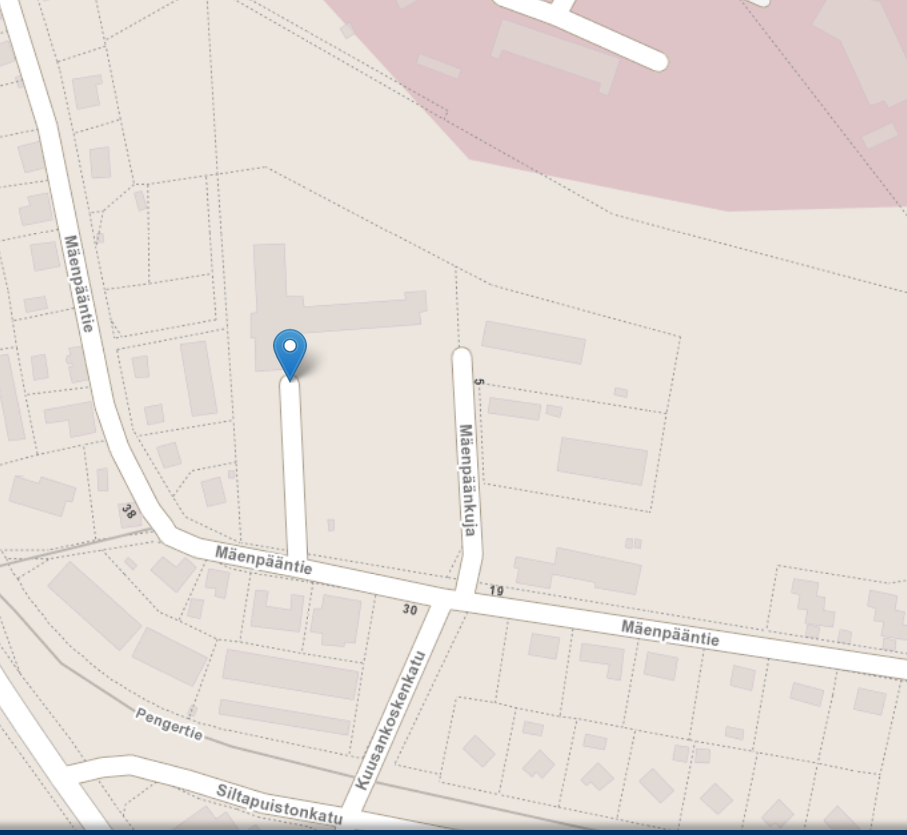 Mäenpääntie
5
Mäenpäänkuja
38
Mäenpääntie
19
30
Mäenpääntie
Kuusankoskenkatu
Pengertie
Siltapuistonkatu